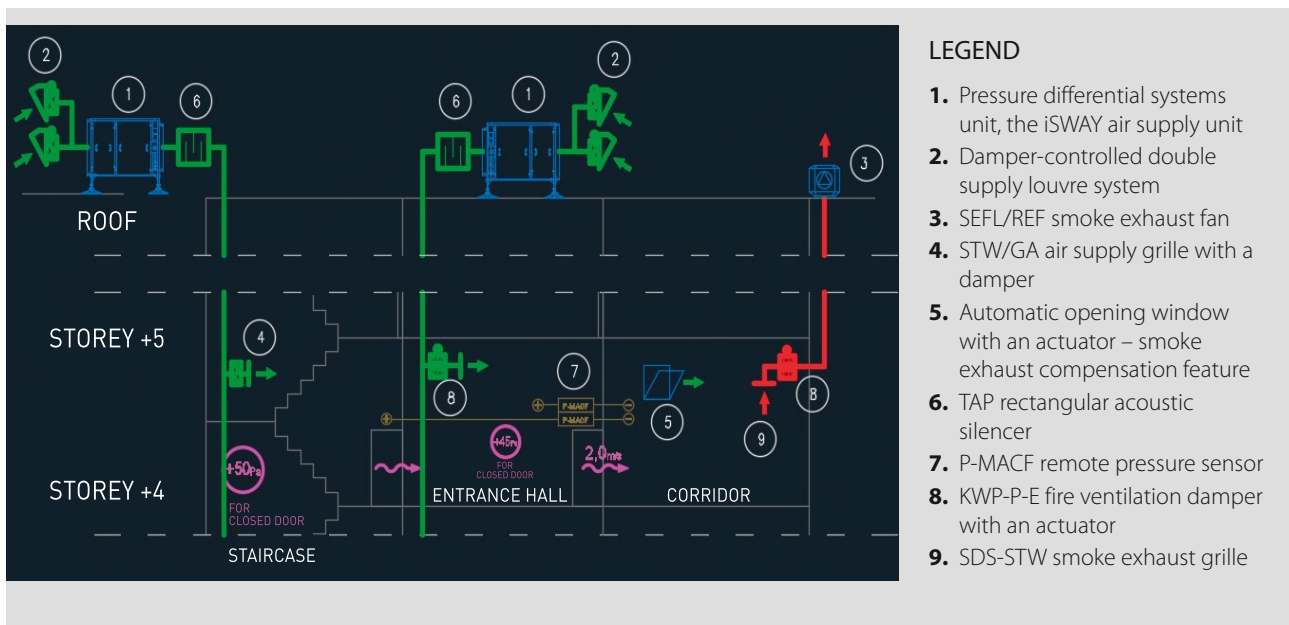 2
1
6
6
1
2
3
ROOF
STOREY +5
4
7
8
5
8
9
P-MACF
P-MACF
+50Pa
FOR
CLOSED DOOR
+45Pa
FOR
CLOSED DOOR
2,0m/s
STOREY +4
ENTRANCE HALL
CORRIDOR
STAIRCASE
LEGEND
1. Pressure differential systems
unit, the iSWAY air supply unit
2. Damper-controlled double
supply louvre system
3. SEFL/REF smoke exhaust fan
4. STW/GA air supply grille with a
damper
5. Automatic opening window
with an actuator – smoke
exhaust compensation feature
6. TAP rectangular acoustic
silencer
7. P-MACF remote pressure sensor
8. KWP-P-E fire ventilation damper
with an actuator
9. SDS-STW smoke exhaust grille